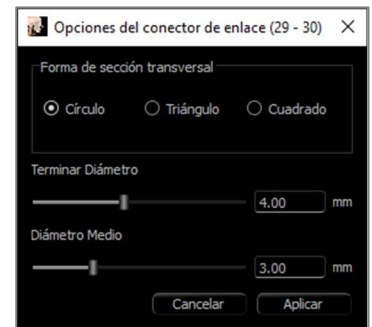 Opciones del conector de enlace (29 - 30)
Forma de sección transversal
Círculo Triángulo Cuadrado
Terminar Diámetro
4.00 mm
Diámetro Medio
3.00 mm
Cancelar Aplicar